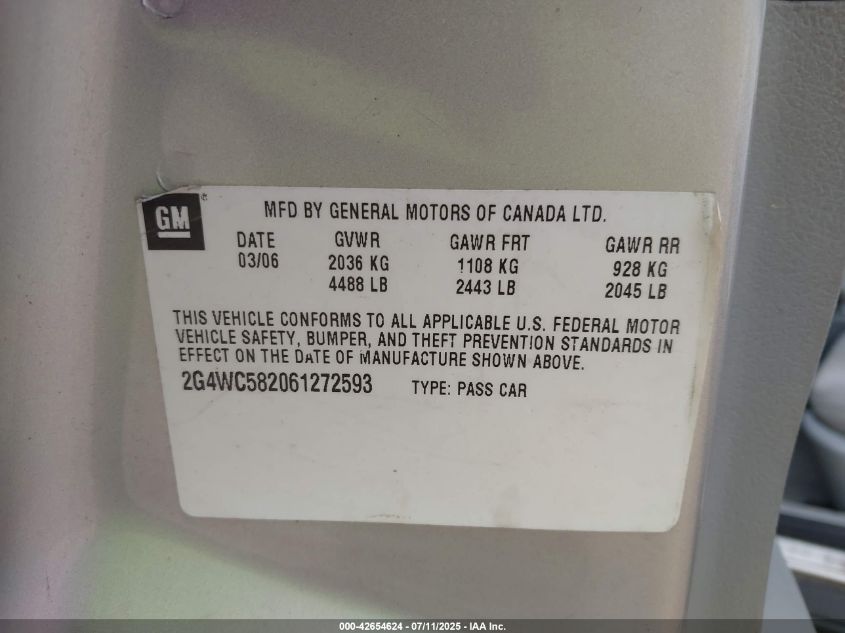 GM
MFD BY GENERAL MOTORS OF CANADA LTD.
DATE GVWR GAWR FRT GAWR RR
03/06 2036 KG 1108 KG 928 KG
4488 LB 2443 LB 2045 LB
THIS VEHICLE CONFORMS TO ALL APPLICABLE U.S. FEDERAL MOTOR
VEHICLE SAFETY, BUMPER, AND THEFT PREVENTION STANDARDS IN
EFFECT ON THE DATE OF MANUFACTURE SHOWN ABOVE.
2G4WC582061272593 TYPE: PASS CAR
000-42654624 - 07/11/2025 - IAA Inc.